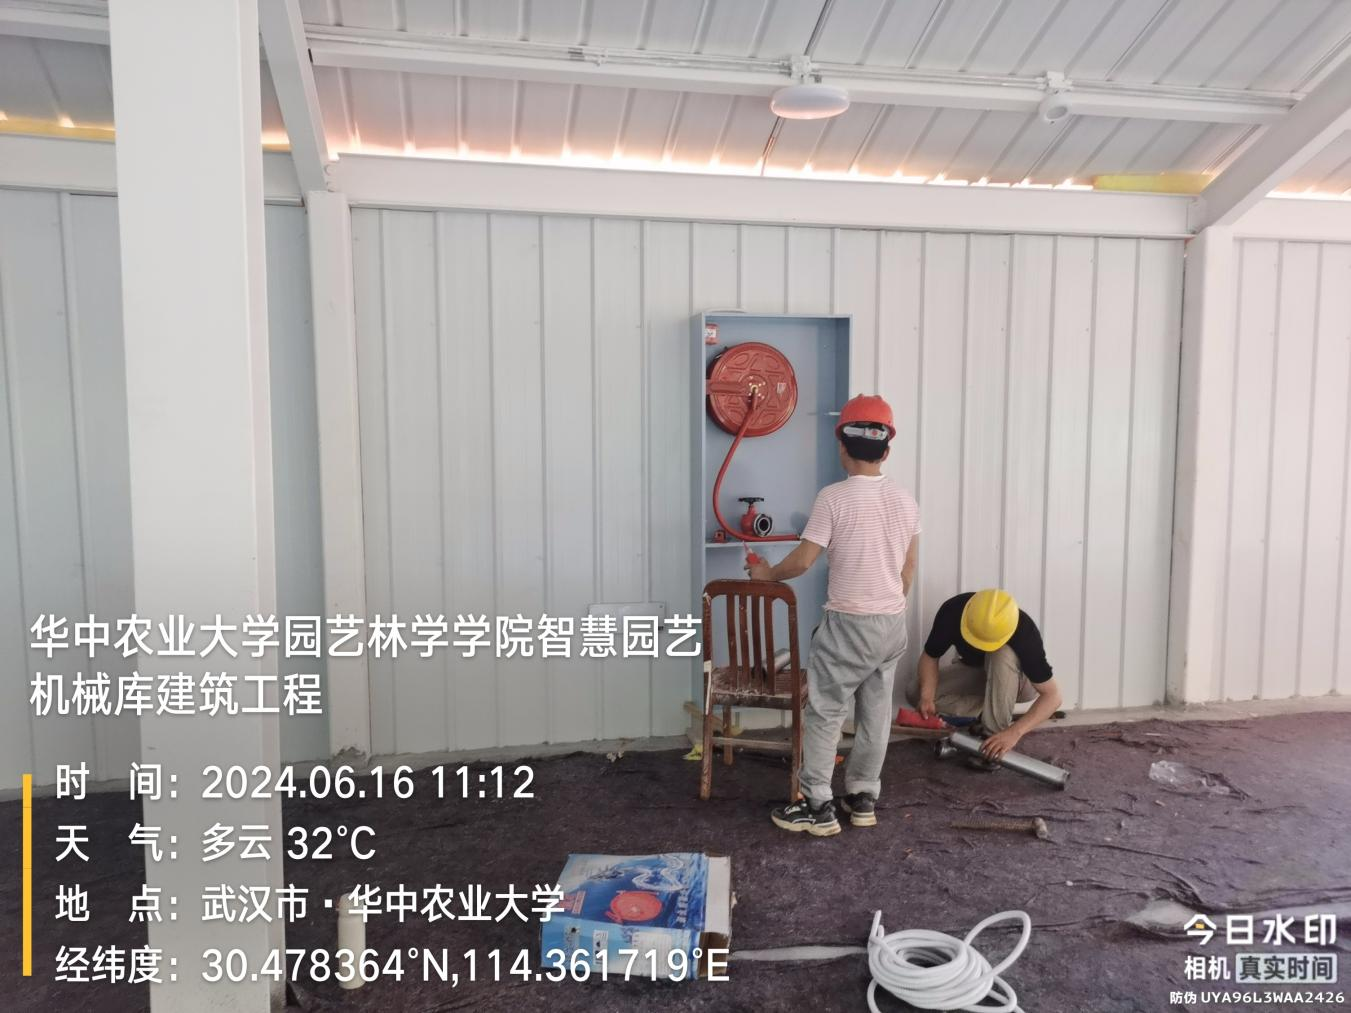 华中农业大学园艺林学学院智慧园艺
机械库建筑工程
时 间：2024.06.16 11:12
天 气：多云 32°C
地 点：武汉市·华中农业大学
经纬度：30.478364°N,114.361719°E
今日水印
相机 真实时间
防伪 UYA96L3WAA2426